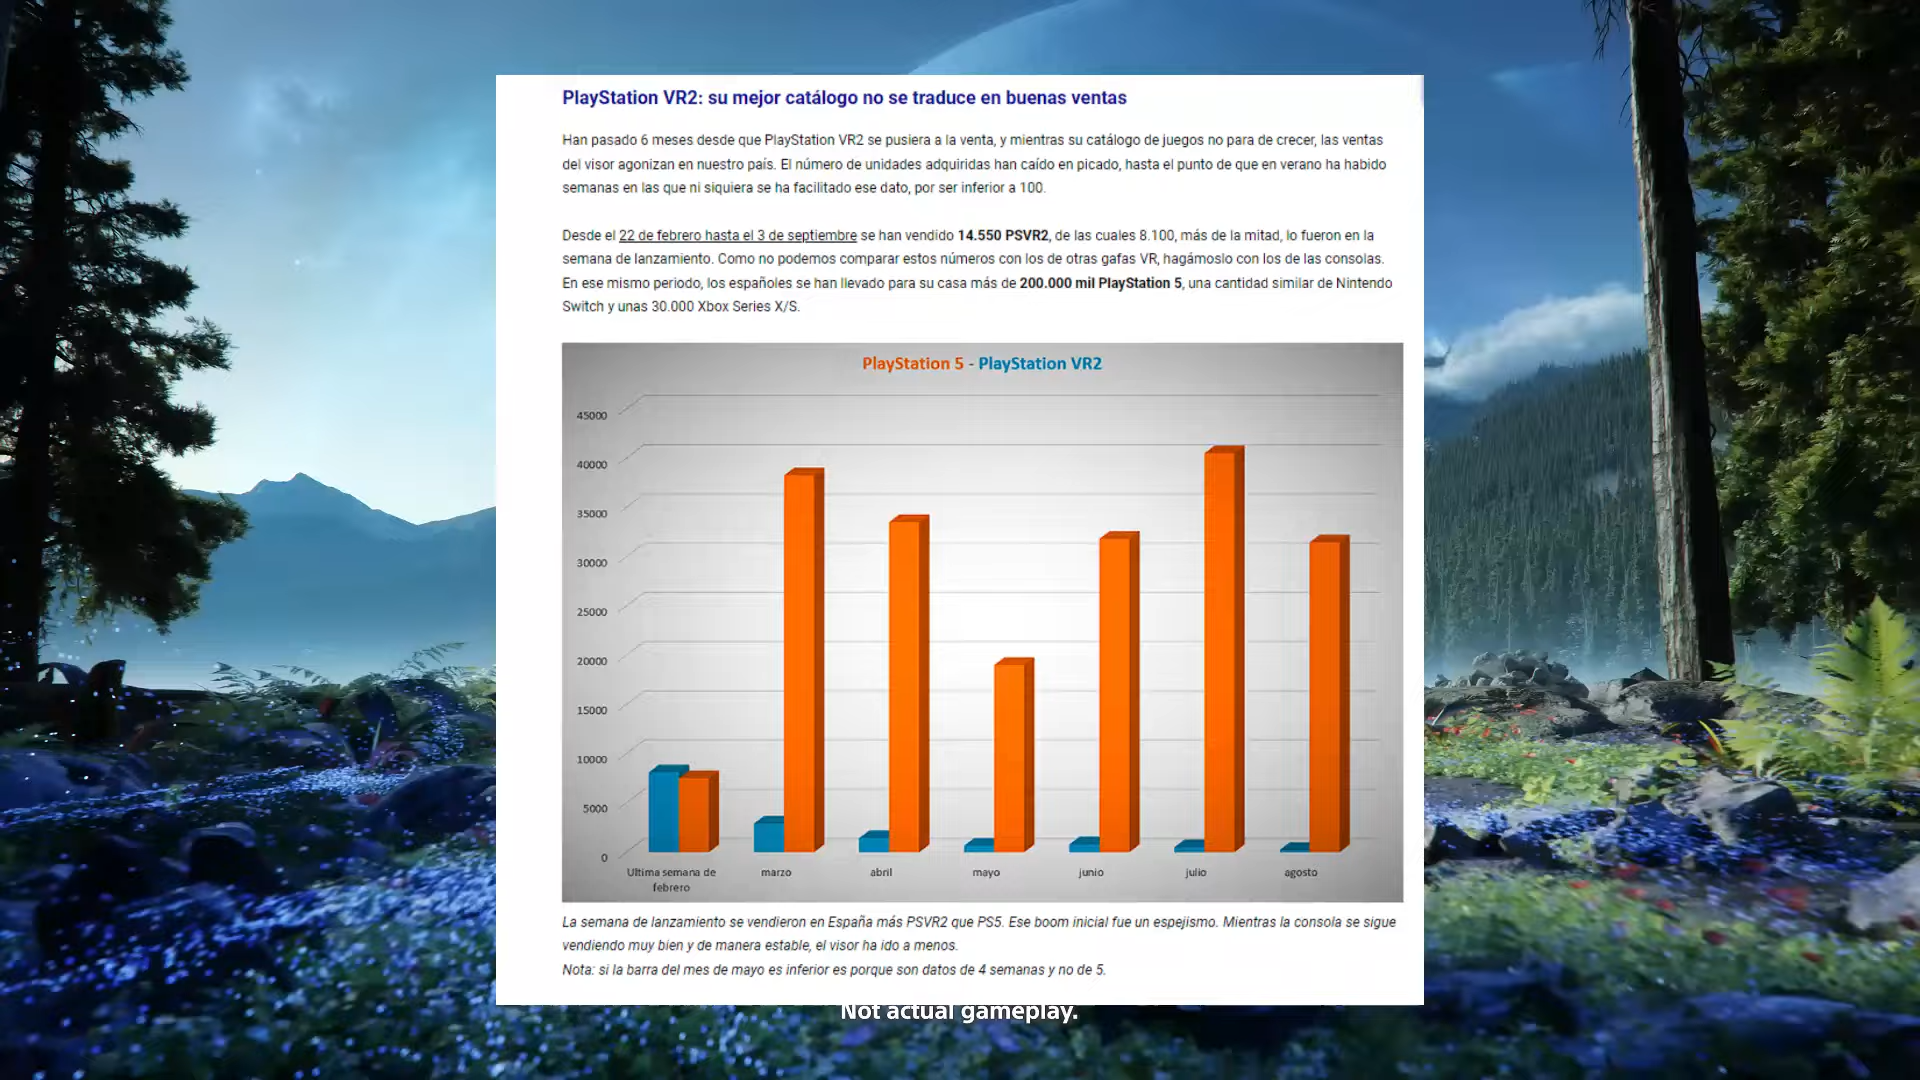 PlayStation VR2: su mejor catálogo no se traduce en buenas ventas
Han pasado 6 meses desde que PlayStation VR2 se pusiera a la venta, y mientras su catálogo de juegos no para de crecer, las ventas
del visor agonizan en nuestro país. El número de unidades adquiridas han caído en picado, hasta el punto de que en verano ha habido
semanas en las que ni siquiera se ha facilitado ese dato, por ser inferior a 100.
Desde el 22 de febrero hasta el 3 de septiembre se han vendido 14.550 PSVR2, de las cuales 8.100, más de la mitad, lo fueron en la
semana de lanzamiento. Como no podemos comparar estos números con los de otras gafas VR, hagámoslo con los de las consolas.
En ese mismo periodo, los españoles se han llevado para su casa más de 200.000 mil PlayStation 5, una cantidad similar de Nintendo
Switch y unas 30.000 Xbox Series X/S.
PlayStation 5 - PlayStation VR2
45000
40000
35000
30000
25000
20000
15000
10000
5000
0
Ultima semana de
febrero
marzo
abril
mayo
junio
julio
agosto
La semana de lanzamiento se vendieron en España más PSVR2 que PS5. Ese boom inicial fue un espejismo. Mientras la consola se sigue
vendiendo muy bien y de manera estable, el visor ha ido a menos.
Nota: si la barra del mes de mayo es inferior es porque son datos de 4 semanas y no de 5.
Not actual gameplay.